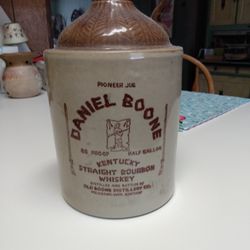 PIONEER JUG
DANIEL BOONE
86 PROOF HALF GALLON
KENTUCKY
STRAIGHT BOURBON
WHISKEY
DISTILLED AND BOTTLED BY
OLD BOONE DISTILLERY CO.